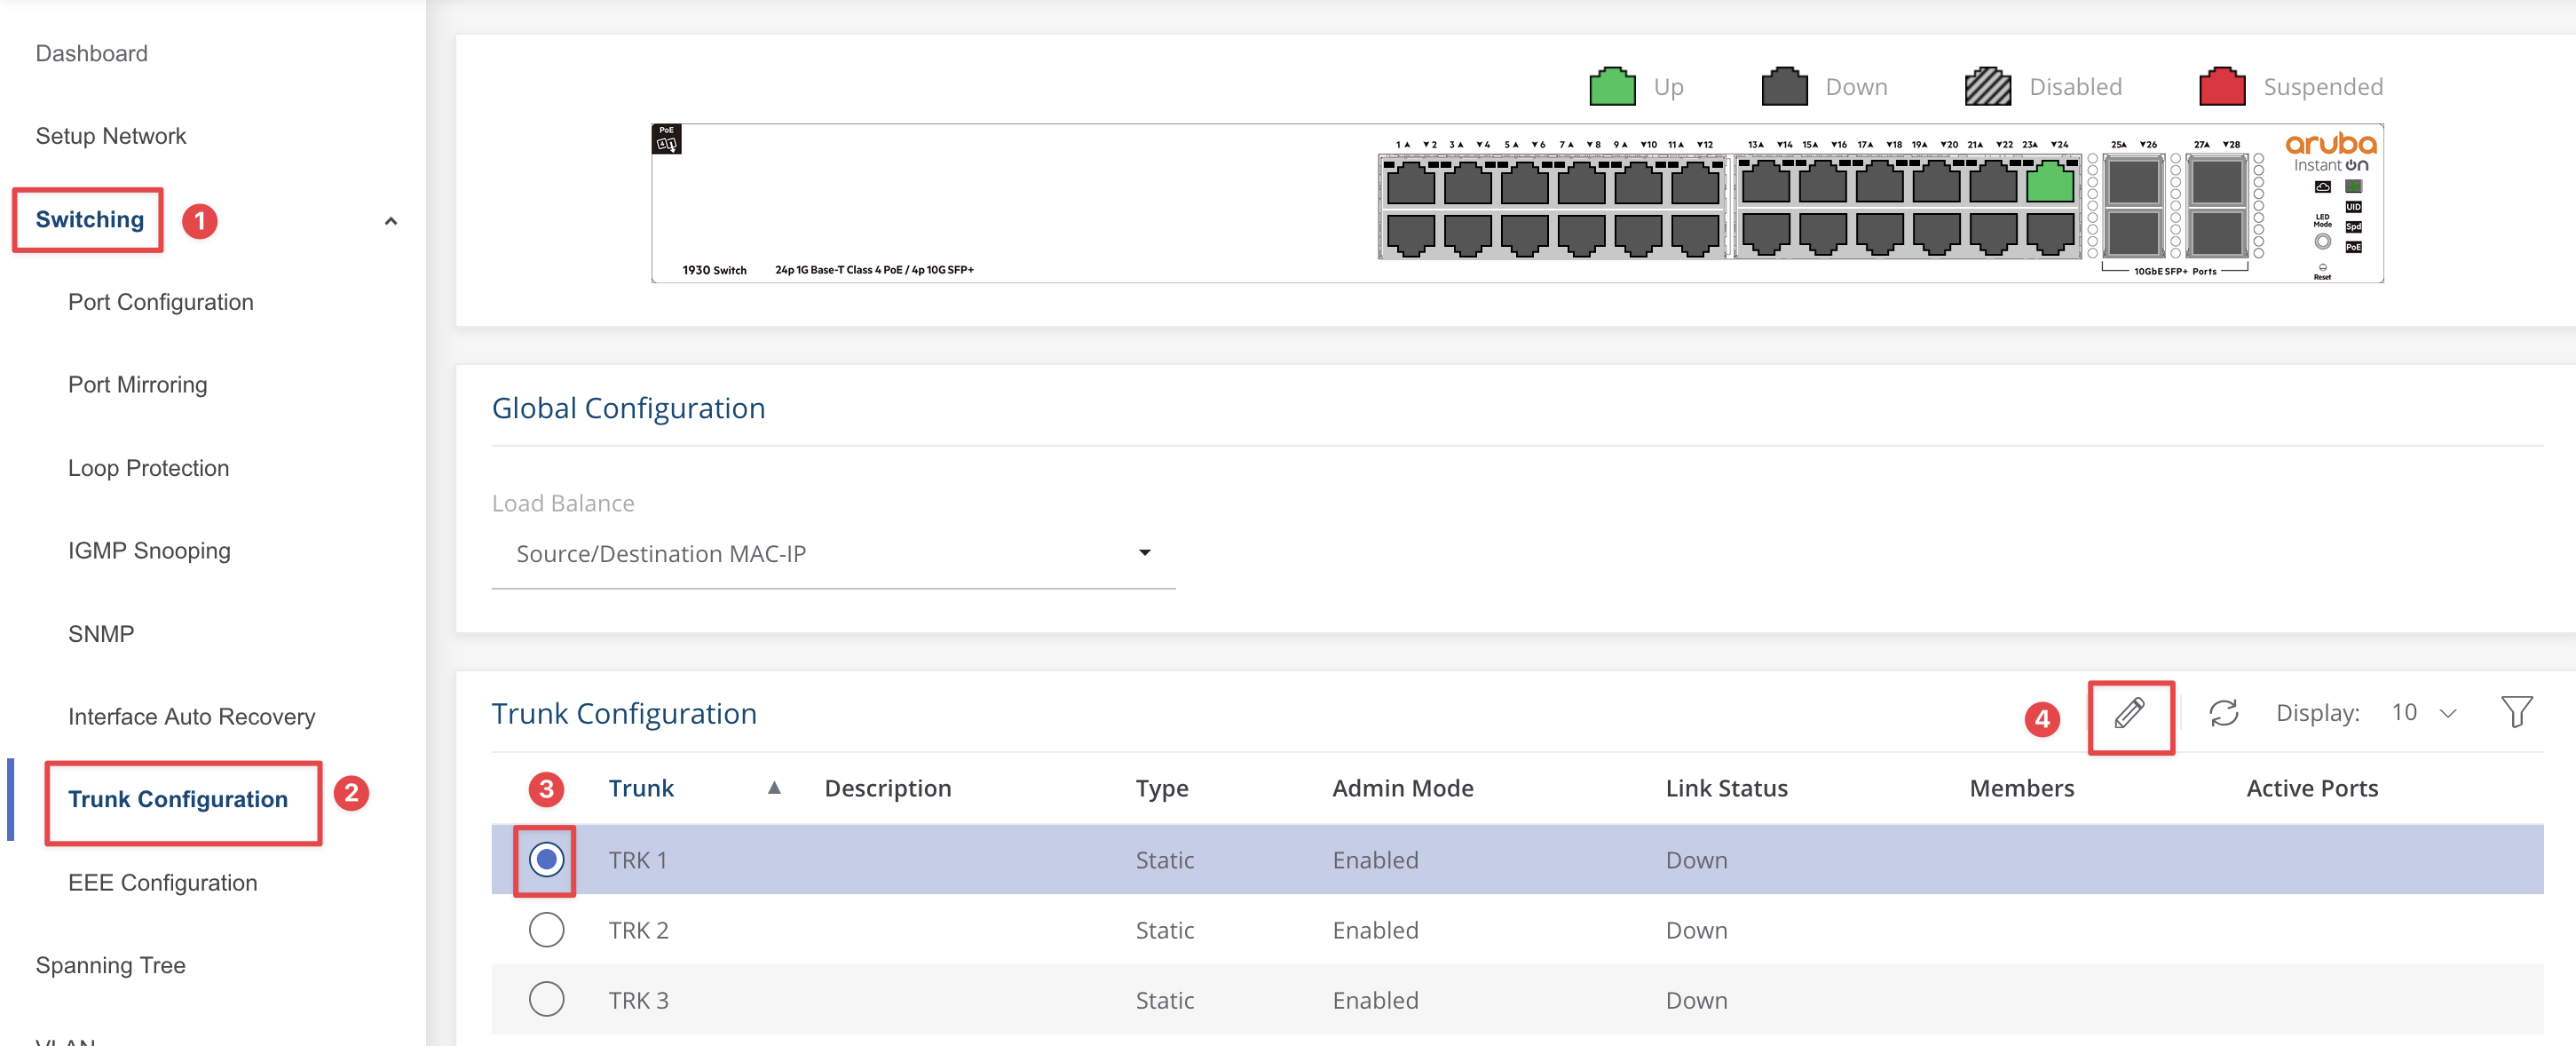 Dashboard
Setup Network
Switching 1
Port Configuration
Port Mirroring
Loop Protection
IGMP Snooping
SNMP
Interface Auto Recovery
Trunk Configuration 2
EEE Configuration
Spanning Tree
VLAN
Up Down Disabled Suspended
PoE
1▲ ▼2 3▲ ▼4 5▲ ▼6 7▲ ▼8 9▲ ▼10 11▲ ▼12 13▲ ▼14 15▲ ▼16 17▲ ▼18 19▲ ▼20 21▲ ▼22 23▲ ▼24 25▲ ▼26 27▲ ▼28
aruba
Instant On
UID
LED
Mode
Spd
PoE
Reset
1930 Switch 24p 1G Base-T Class 4 PoE / 4p 10G SFP+
10GbE SFP+ Ports
Global Configuration
Load Balance
Source/Destination MAC-IP
Trunk Configuration 4 Display: 10
3 Trunk ▲ Description Type Admin Mode Link Status Members Active Ports
TRK 1 Static Enabled Down
TRK 2 Static Enabled Down
TRK 3 Static Enabled Down